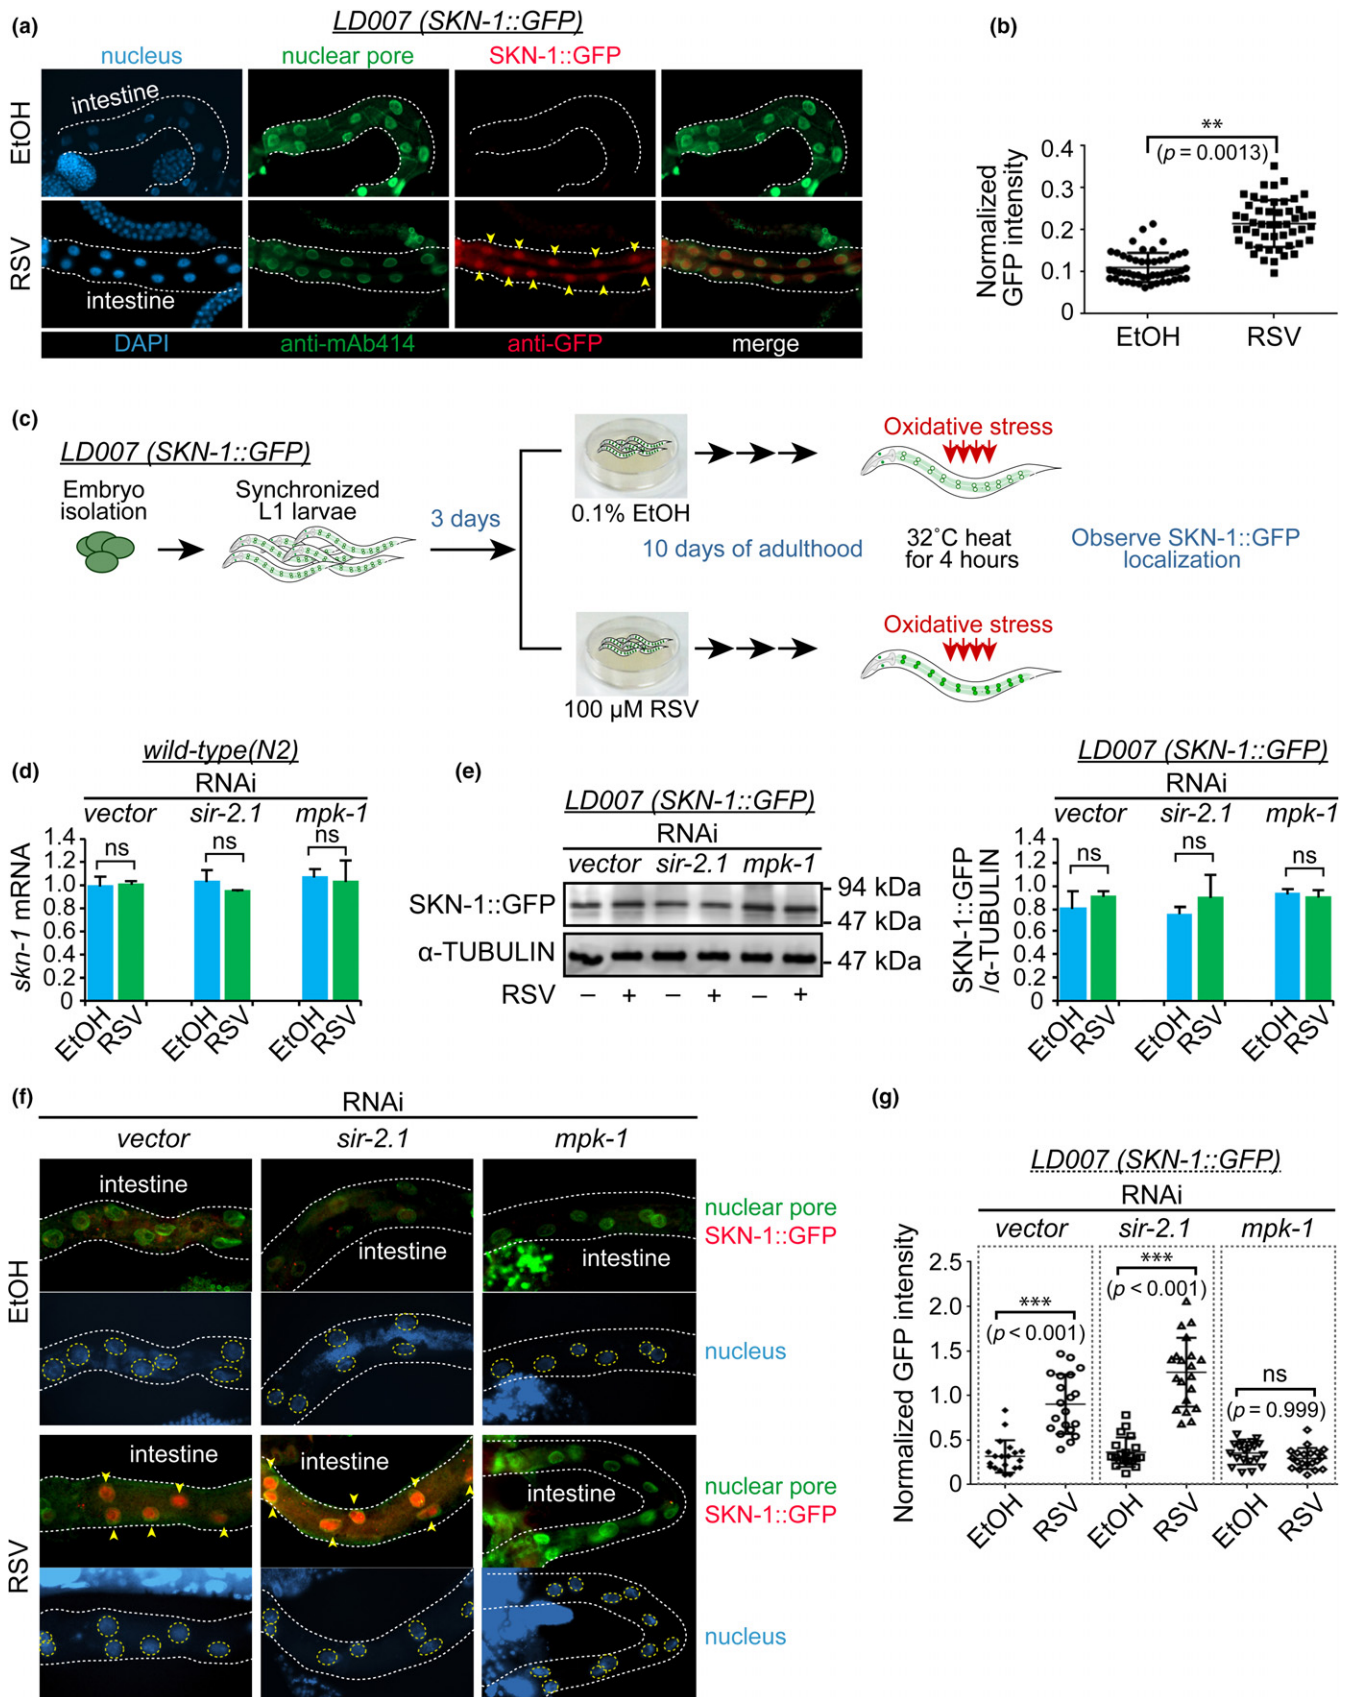 (a)
LD007 (SKN-1::GFP)
nucleus nuclear pore SKN-1::GFP
EtOH
intestine
RSV
intestine
DAPI anti-mAb414 anti-GFP merge
(b)
Normalized
GFP intensity
**
(p = 0.0013)
0.4
0.3
0.2
0.1
0
EtOH RSV
(c)
LD007 (SKN-1::GFP)
Embryo
isolation
Synchronized
L1 larvae
3 days
0.1% EtOH
10 days of adulthood
100 µM RSV
Oxidative stress
32°C heat
for 4 hours
Observe SKN-1::GFP
localization
Oxidative stress
(d)
wild-type(N2)
RNAi
vector sir-2.1 mpk-1
skn-1 mRNA
1.4
1.2
1.0
0.8
0.6
0.4
0.2
0
ns ns ns
EtOH RSV EtOH RSV EtOH RSV
(e)
LD007 (SKN-1::GFP)
RNAi
vector sir-2.1 mpk-1
SKN-1::GFP
94 kDa
47 kDa
α-TUBULIN
47 kDa
RSV – + – + – +
LD007 (SKN-1::GFP)
RNAi
vector sir-2.1 mpk-1
SKN-1::GFP
/α-TUBULIN
1.4
1.2
1.0
0.8
0.6
0.4
0.2
0
ns ns ns
EtOH RSV EtOH RSV EtOH RSV
(f)
RNAi
vector sir-2.1 mpk-1
EtOH
intestine intestine intestine
nuclear pore
SKN-1::GFP
nucleus
RSV
intestine intestine intestine
nuclear pore
SKN-1::GFP
nucleus
(g)
LD007 (SKN-1::GFP)
RNAi
vector sir-2.1 mpk-1
Normalized GFP intensity
2.5
2.0
1.5
1.0
0.5
0
***
(p < 0.001)
***
(p < 0.001)
ns
(p = 0.999)
EtOH RSV EtOH RSV EtOH RSV